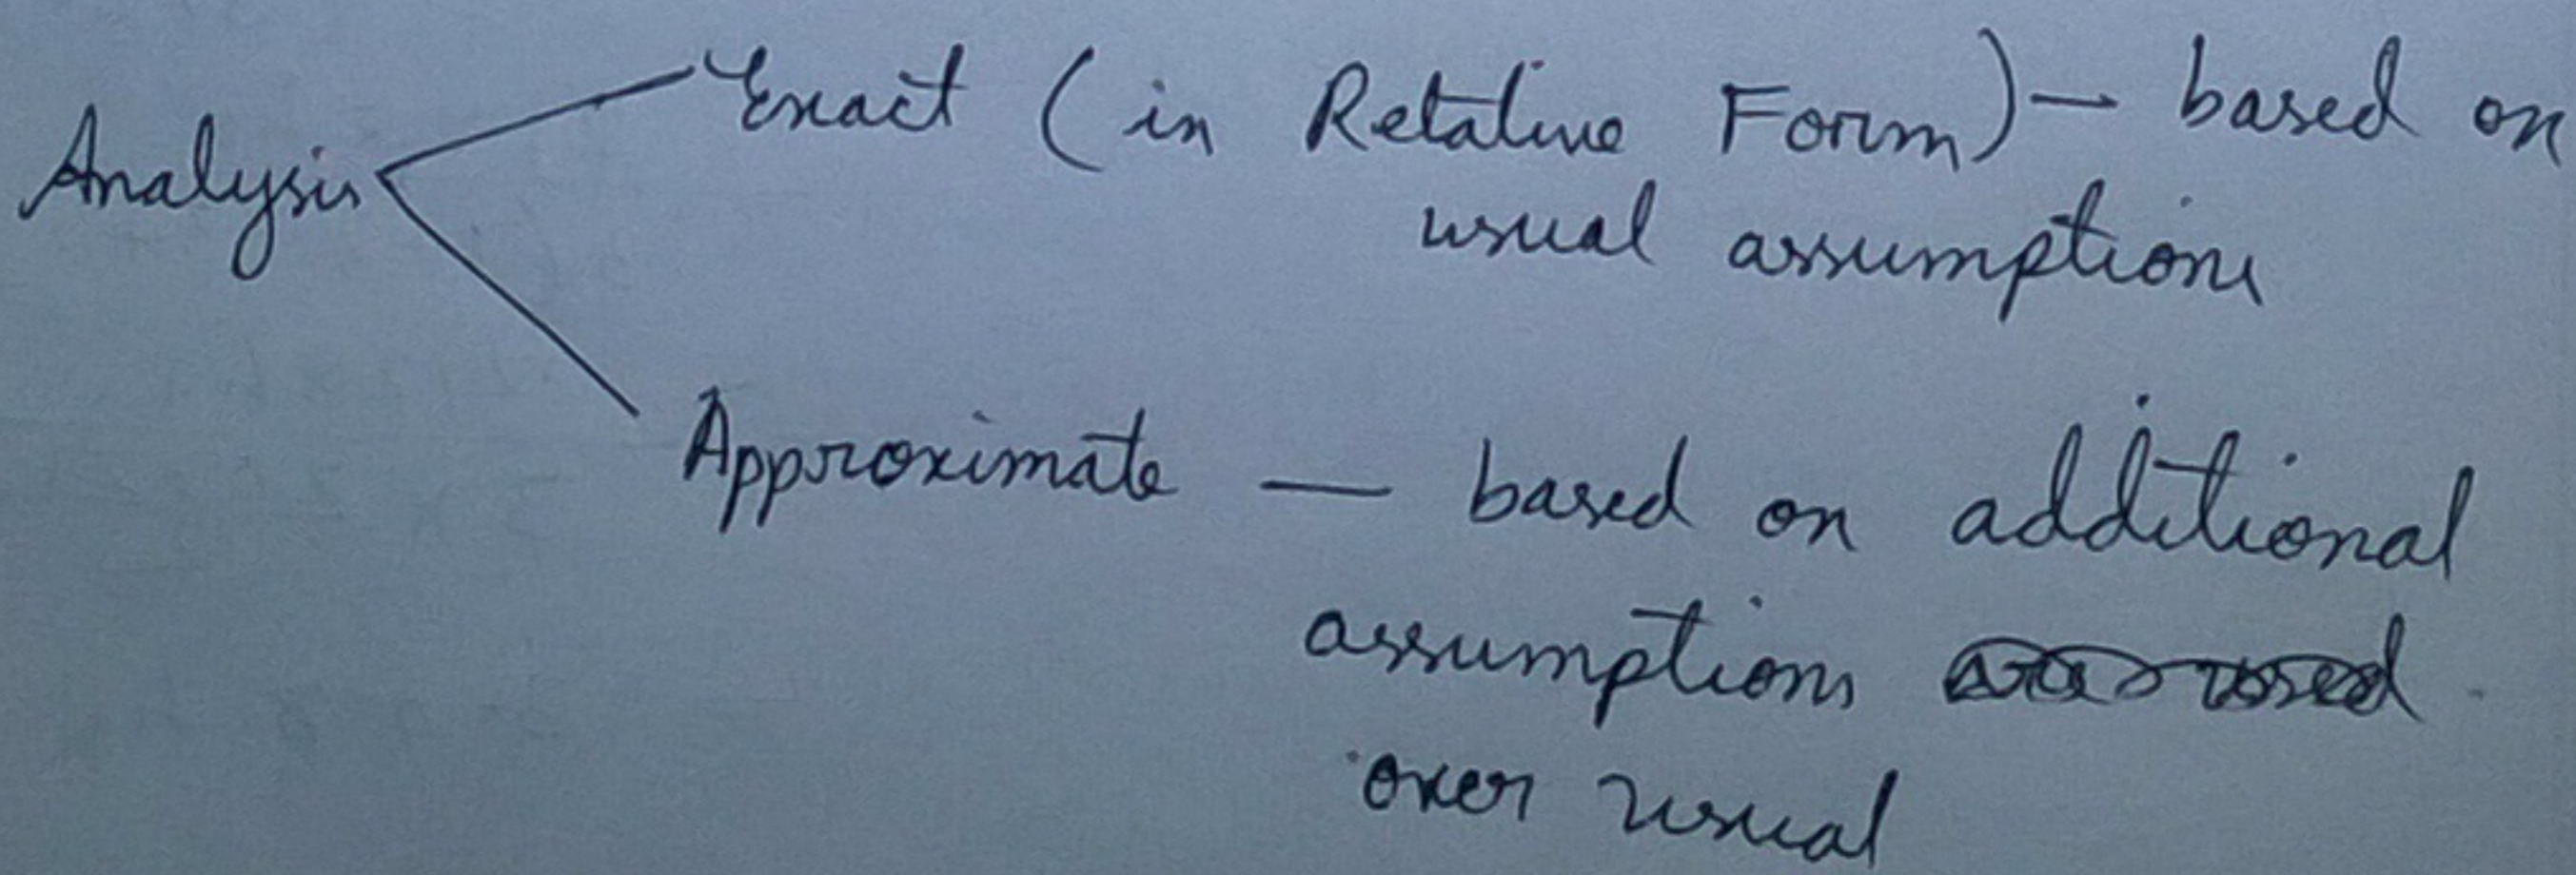 Exact (in Relative Form) — based on
Analysis
usual assumptions
Approximate — based on additional
assumptions
over usual